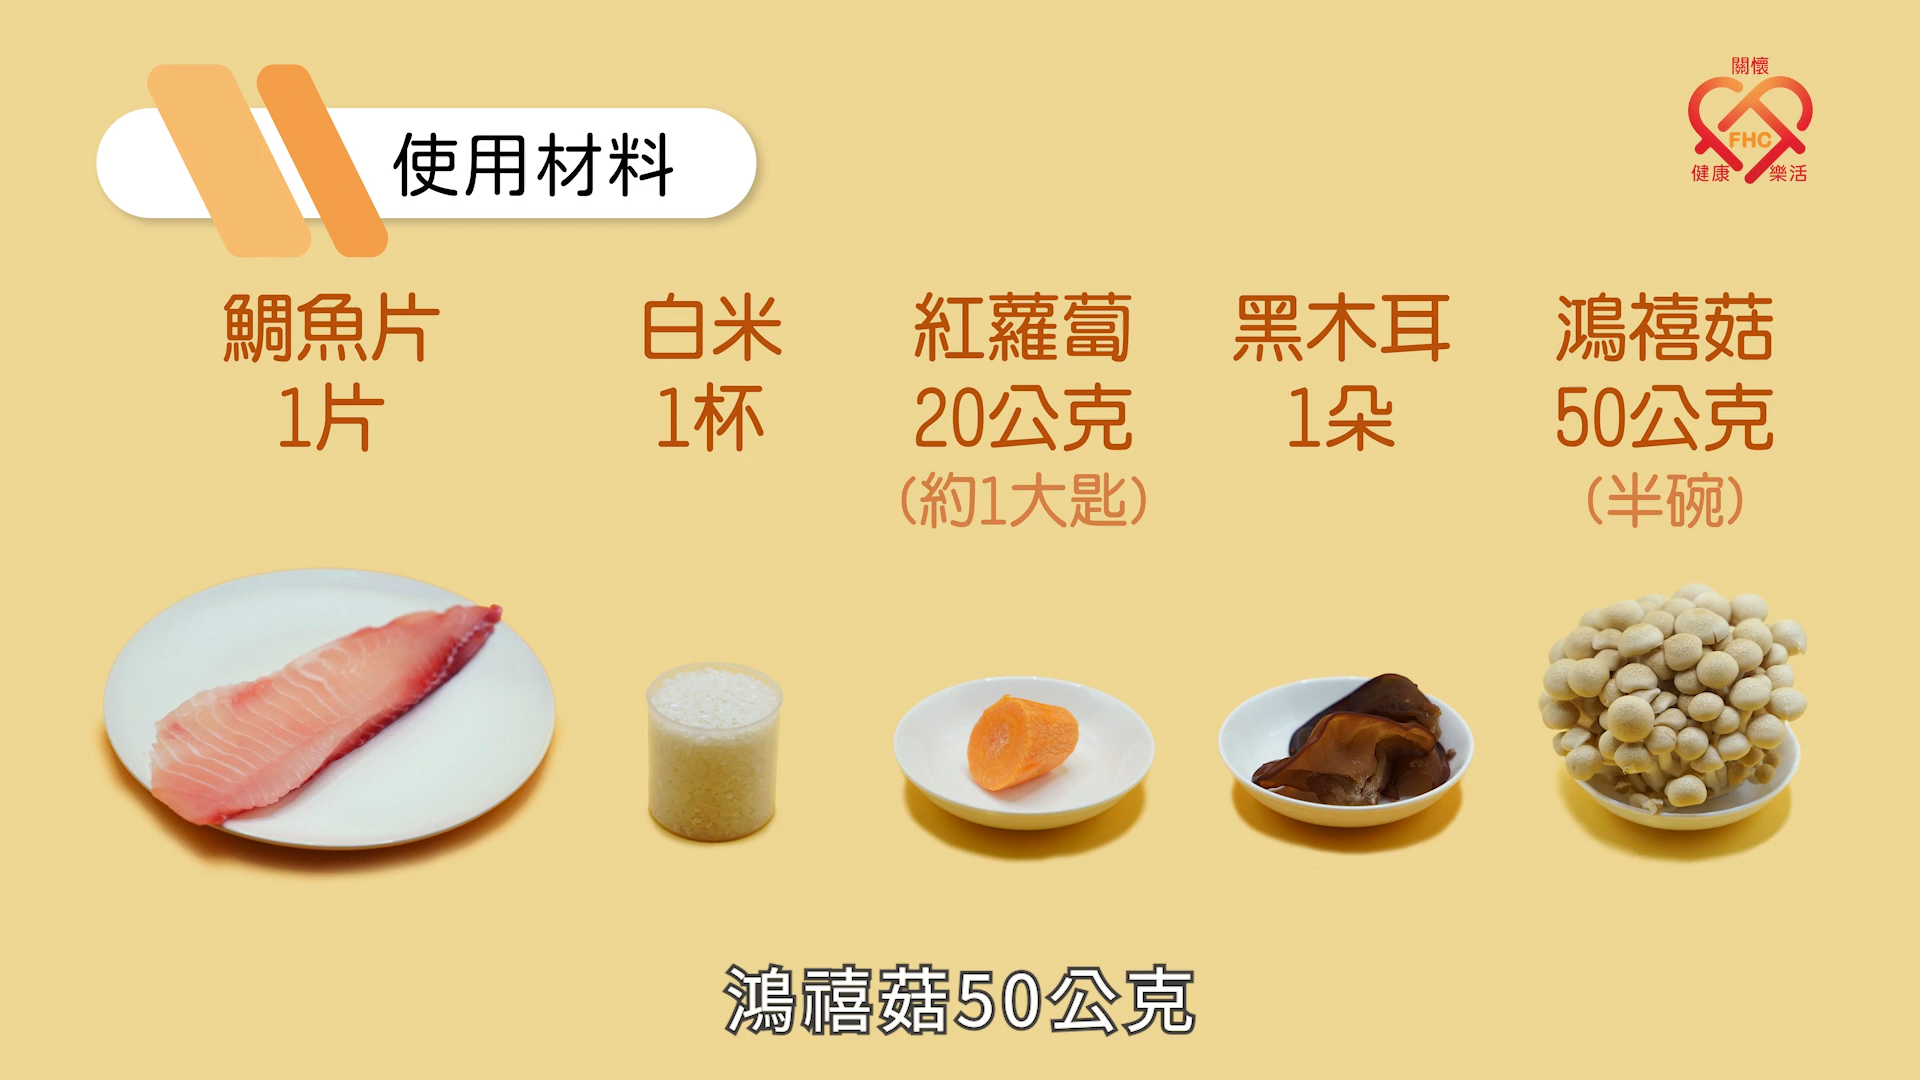 使用材料
關懷
FHC
健康 樂活
鯛魚片 白米 紅蘿蔔 黑木耳 鴻禧菇
1片 1杯 20公克 1朵 50公克
(約1大匙) (半碗)
鴻禧菇50公克